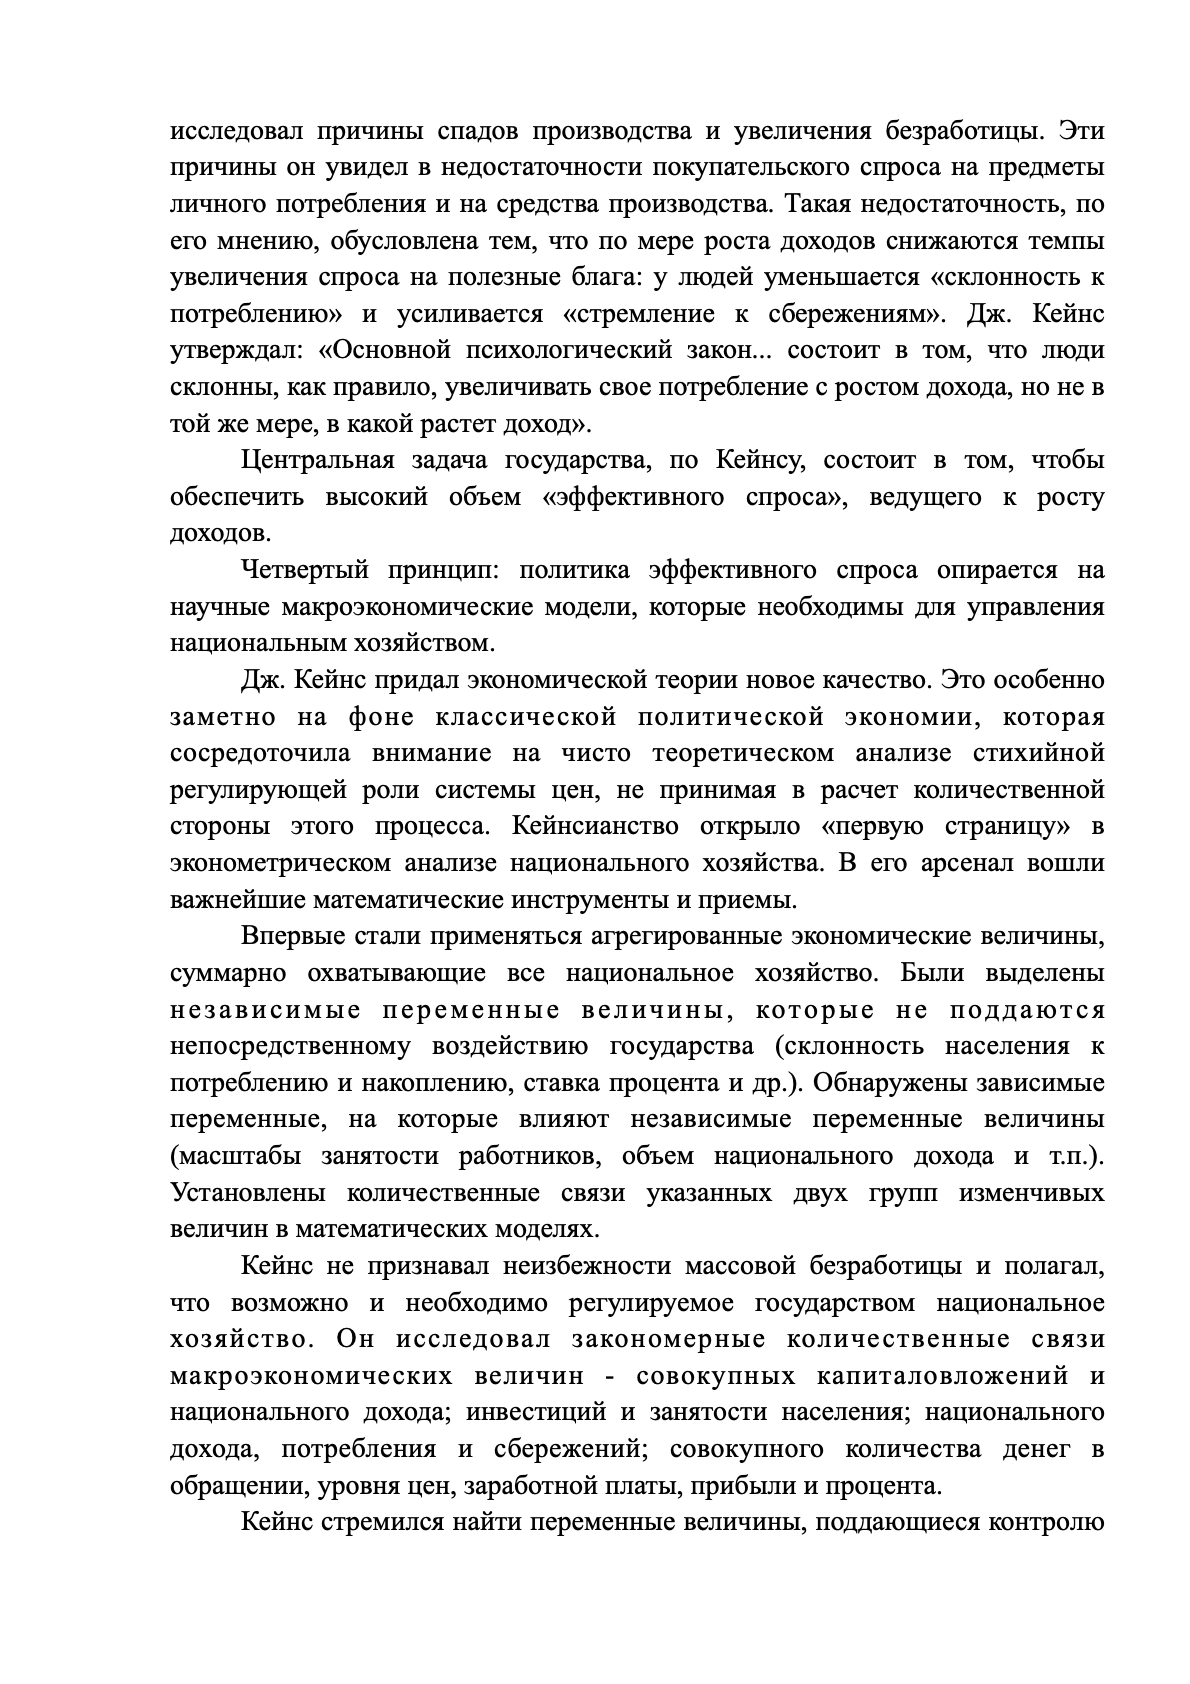 исследовал причины спадов производства и увеличения безработицы. Эти
причины он увидел в недостаточности покупательского спроса на предметы
личного потребления и на средства производства. Такая недостаточность, по
его мнению, обусловлена тем, что по мере роста доходов снижаются темпы
увеличения спроса на полезные блага: у людей уменьшается «склонность к
потреблению» и усиливается «стремление к сбережениям». Дж. Кейнс
утверждал: «Основной психологический закон... состоит в том, что люди
склонны, как правило, увеличивать свое потребление с ростом дохода, но не в
той же мере, в какой растет доход».
Центральная задача государства, по Кейнсу, состоит в том, чтобы
обеспечить высокий объем «эффективного спроса», ведущего к росту
доходов.
Четвертый принцип: политика эффективного спроса опирается на
научные макроэкономические модели, которые необходимы для управления
национальным хозяйством.
Дж. Кейнс придал экономической теории новое качество. Это особенно
заметно на фоне классической политической экономии, которая
сосредоточила внимание на чисто теоретическом анализе стихийной
регулирующей роли системы цен, не принимая в расчет количественной
стороны этого процесса. Кейнсианство открыло «первую страницу» в
эконометрическом анализе национального хозяйства. В его арсенал вошли
важнейшие математические инструменты и приемы.
Впервые стали применяться агрегированные экономические величины,
суммарно охватывающие все национальное хозяйство. Были выделены
независимые переменные величины, которые не поддаются
непосредственному воздействию государства (склонность населения к
потреблению и накоплению, ставка процента и др.). Обнаружены зависимые
переменные, на которые влияют независимые переменные величины
(масштабы занятости работников, объем национального дохода и т.п.).
Установлены количественные связи указанных двух групп изменчивых
величин в математических моделях.
Кейнс не признавал неизбежности массовой безработицы и полагал,
что возможно и необходимо регулируемое государством национальное
хозяйство. Он исследовал закономерные количественные связи
макроэкономических величин - совокупных капиталовложений и
национального дохода; инвестиций и занятости населения; национального
дохода, потребления и сбережений; совокупного количества денег в
обращении, уровня цен, заработной платы, прибыли и процента.
Кейнс стремился найти переменные величины, поддающиеся контролю